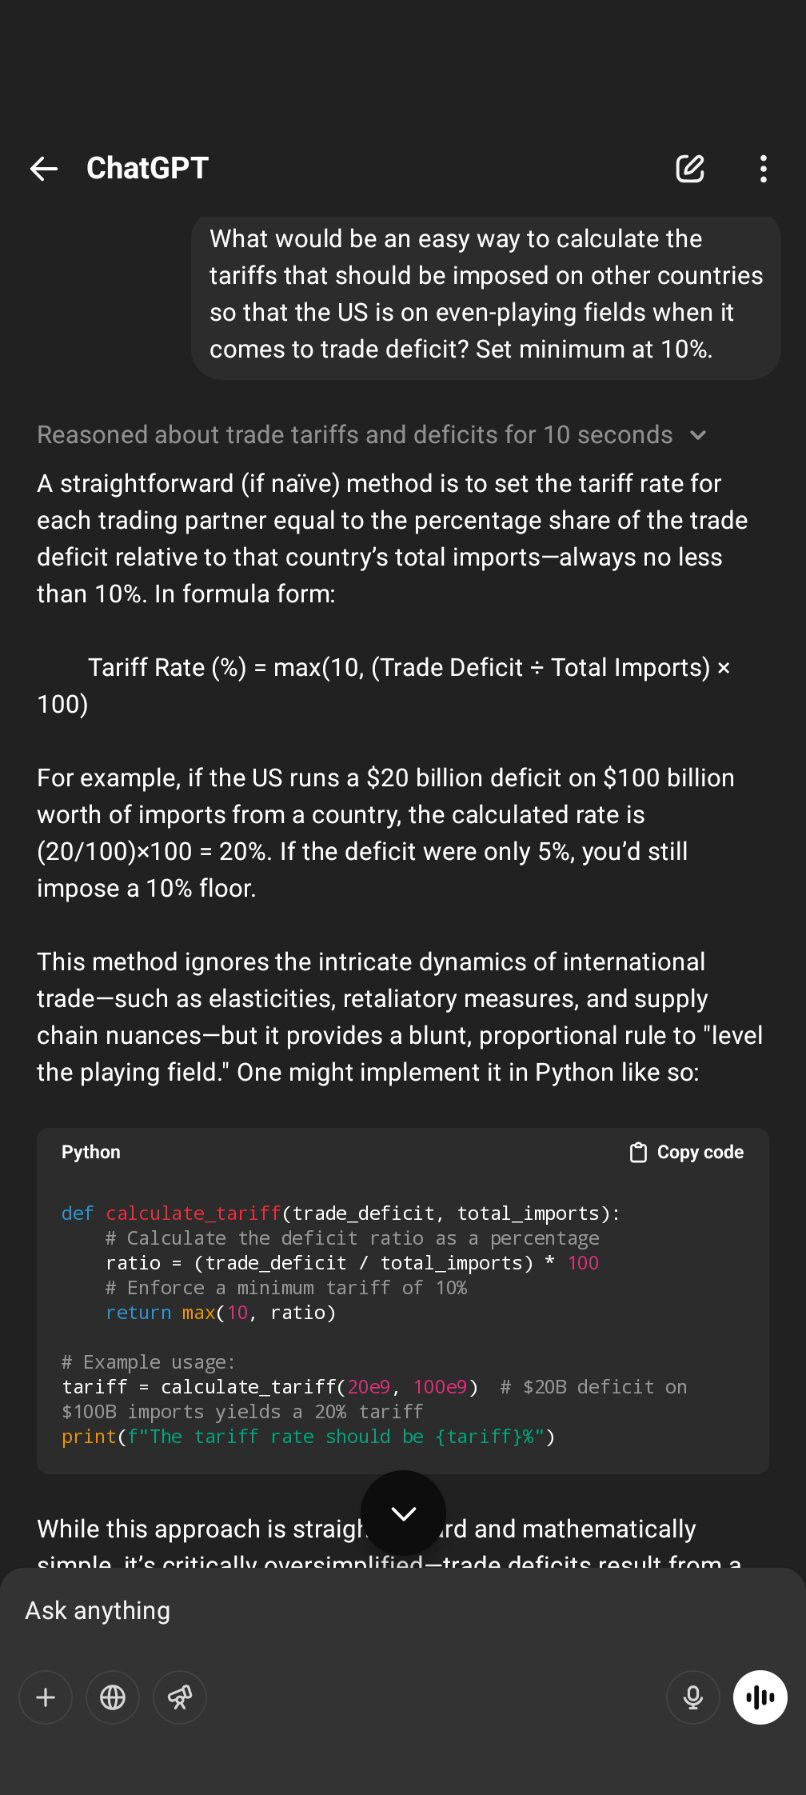 ChatGPT
What would be an easy way to calculate the
tariffs that should be imposed on other countries
so that the US is on even-playing fields when it
comes to trade deficit? Set minimum at 10%.
Reasoned about trade tariffs and deficits for 10 seconds
A straightforward (if naïve) method is to set the tariff rate for
each trading partner equal to the percentage share of the trade
deficit relative to that country’s total imports—always no less
than 10%. In formula form:
Tariff Rate (%) = max(10, (Trade Deficit ÷ Total Imports) ×
100)
For example, if the US runs a $20 billion deficit on $100 billion
worth of imports from a country, the calculated rate is
(20/100)×100 = 20%. If the deficit were only 5%, you’d still
impose a 10% floor.
This method ignores the intricate dynamics of international
trade—such as elasticities, retaliatory measures, and supply
chain nuances—but it provides a blunt, proportional rule to "level
the playing field." One might implement it in Python like so:
Python
Copy code
def calculate_tariff(trade_deficit, total_imports):
    # Calculate the deficit ratio as a percentage
    ratio = (trade_deficit / total_imports) * 100
    # Enforce a minimum tariff of 10%
    return max(10, ratio)
# Example usage:
tariff = calculate_tariff(20e9, 100e9)  # $20B deficit on
$100B imports yields a 20% tariff
print(f"The tariff rate should be {tariff}%")
While this approach is and mathematically
simple, it’s critically oversimplified—trade deficits result from a
Ask anything